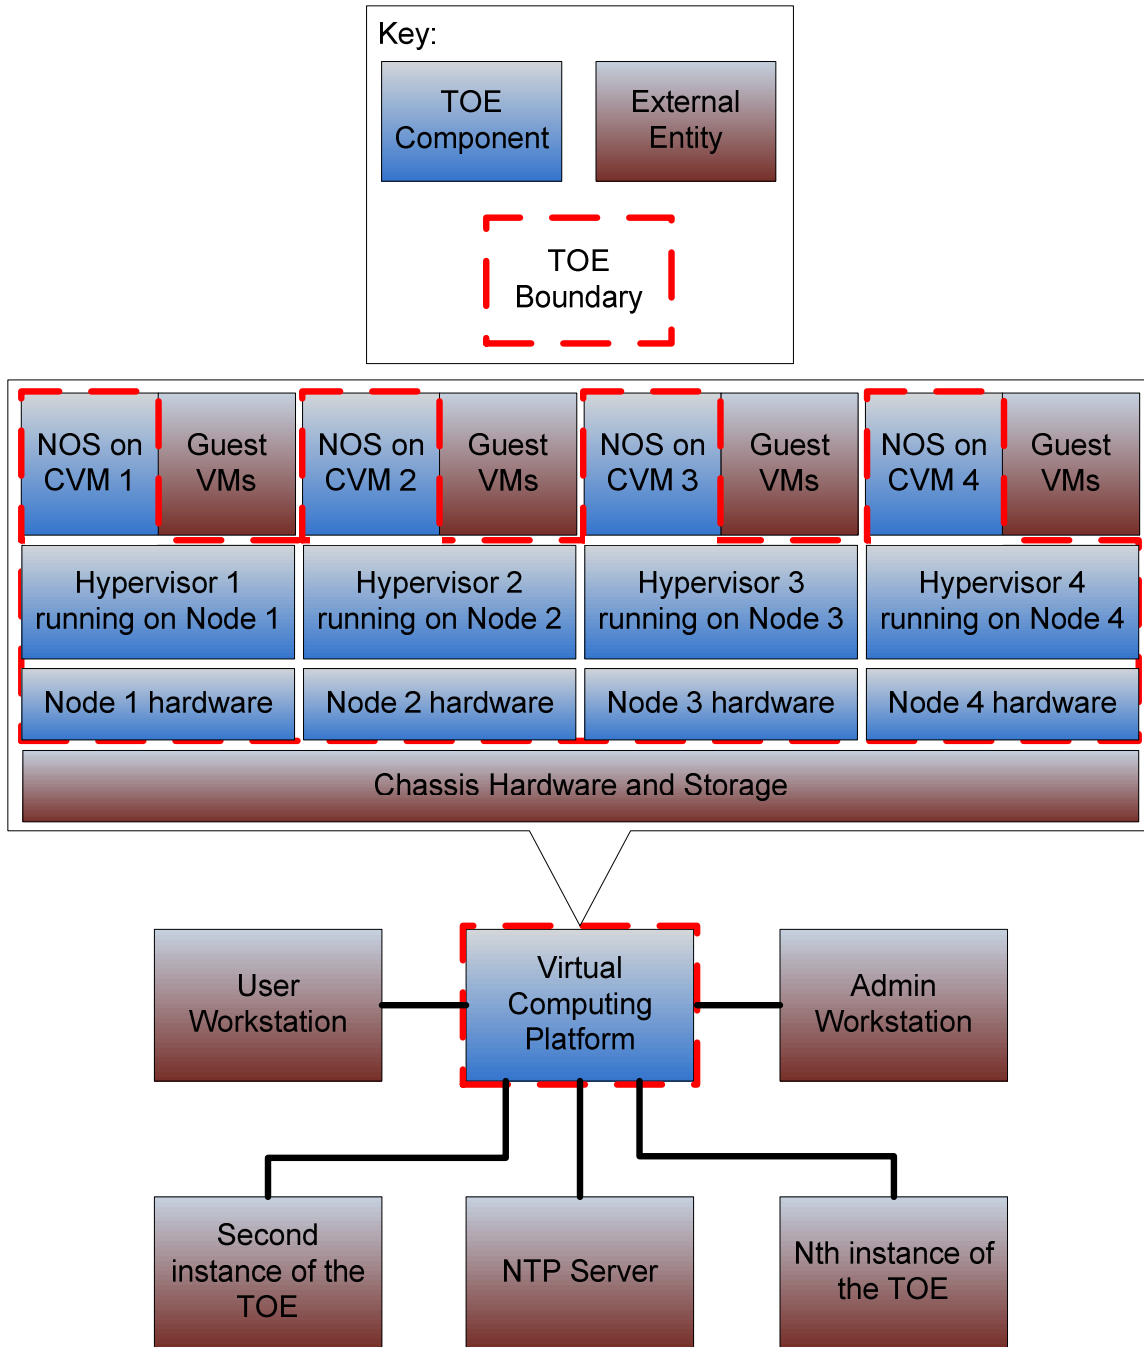 Key:
TOE
Component
External
Entity
TOE
Boundary
NOS on
CVM 1
Guest
VMs
NOS on
CVM 2
Guest
VMs
NOS on
CVM 3
Guest
VMs
NOS on
CVM 4
Guest
VMs
Hypervisor 1
running on Node 1
Hypervisor 2
running on Node 2
Hypervisor 3
running on Node 3
Hypervisor 4
running on Node 4
Node 1 hardware
Node 2 hardware
Node 3 hardware
Node 4 hardware
Chassis Hardware and Storage
User
Workstation
Virtual
Computing
Platform
Admin
Workstation
Second
instance of the
TOE
NTP Server
Nth instance of
the TOE